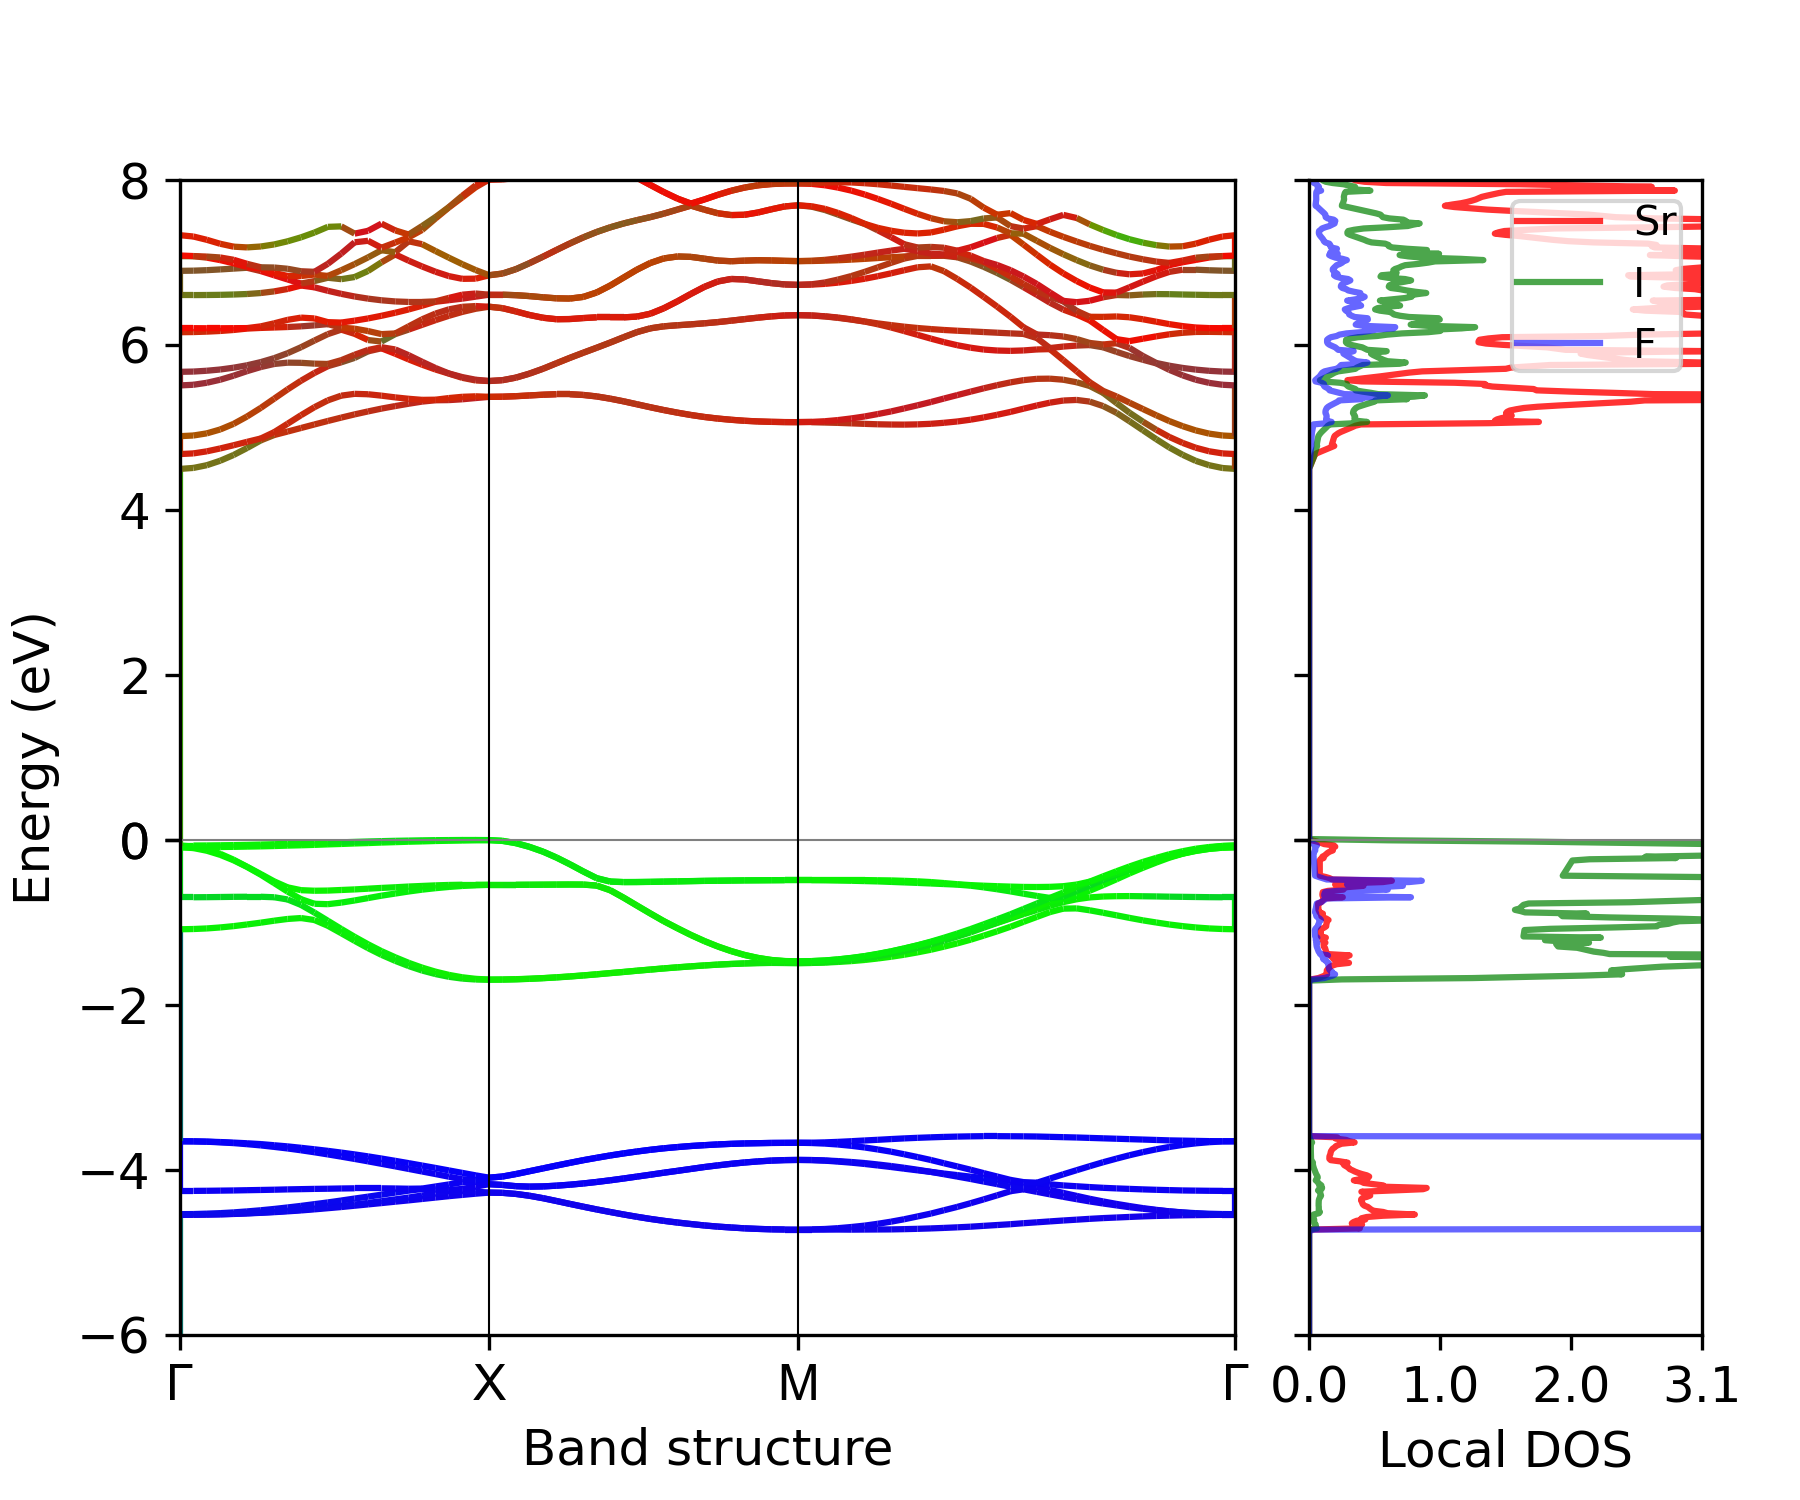 8
6
4
2
0
−2
−4
−6
Energy (eV)
Γ
X
M
Γ
Band structure
Sr
I
F
0.0
1.0
2.0
3.1
Local DOS